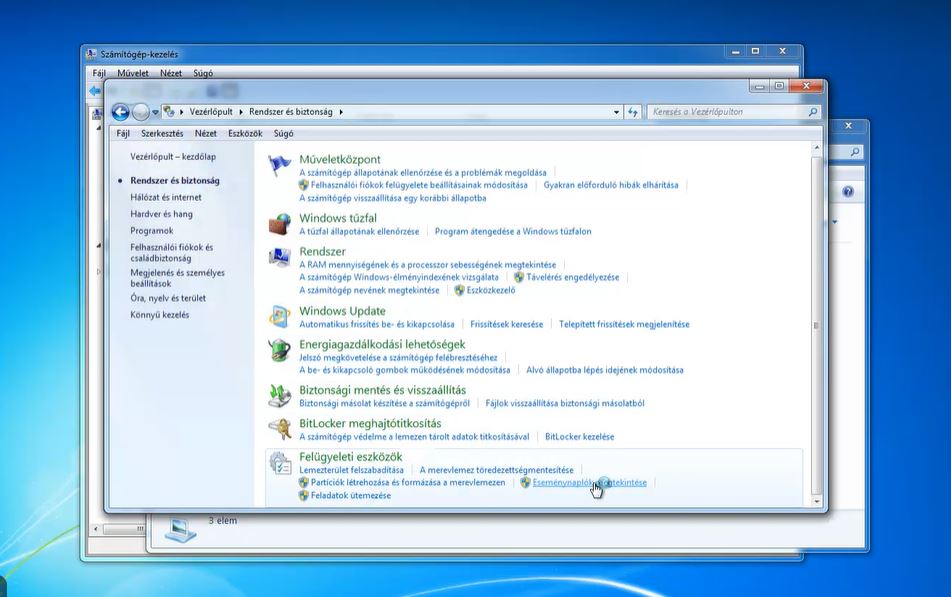 Számítógép-kezelés
Fájl Művelet Nézet Súgó
Vezérlőpult Rendszer és biztonság
Keresés a Vezérlőpulton
Fájl Szerkesztés Nézet Eszközök Súgó
Vezérlőpult – kezdőlap
Rendszer és biztonság
Hálózat és internet
Hardver és hang
Programok
Felhasználói fiókok és
családbiztonság
Megjelenés és személyes
beállítások
Óra, nyelv és terület
Könnyű kezelés
Műveletközpont
A számítógép állapotának ellenőrzése és a problémák megoldása
Felhasználói fiókok felügyelete beállításainak módosítása Gyakran előforduló hibák elhárítása
A számítógép visszaállítása egy korábbi állapotba
Windows tűzfal
A tűzfal állapotának ellenőrzése Program átengedése a Windows tűzfalon
Rendszer
A RAM mennyiségének és a processzor sebességének megtekintése
A számítógép Windows-élményindexének vizsgálata Távelérés engedélyezése
A számítógép nevének megtekintése Eszközkezelő
Windows Update
Automatikus frissítés be- és kikapcsolása Frissítések keresése Telepített frissítések megjelenítése
Energiagazdálkodási lehetőségek
Jelszó megkövetelése a számítógép felébresztéséhez
A be- és kikapcsoló gombok működésének módosítása Alvó állapotba lépés idejének módosítása
Biztonsági mentés és visszaállítás
Biztonsági másolat készítése a számítógépről Fájlok visszaállítása biztonsági másolatból
BitLocker meghajtótitkosítás
A számítógép védelme a lemezen tárolt adatok titkosításával BitLocker kezelése
Felügyeleti eszközök
Lemezterület felszabadítása A merevlemez töredezettségmentesítése
Partíciók létrehozása és formázása a merevlemezen Eseménynaplók megtekintése
Feladatok ütemezése
3 elem